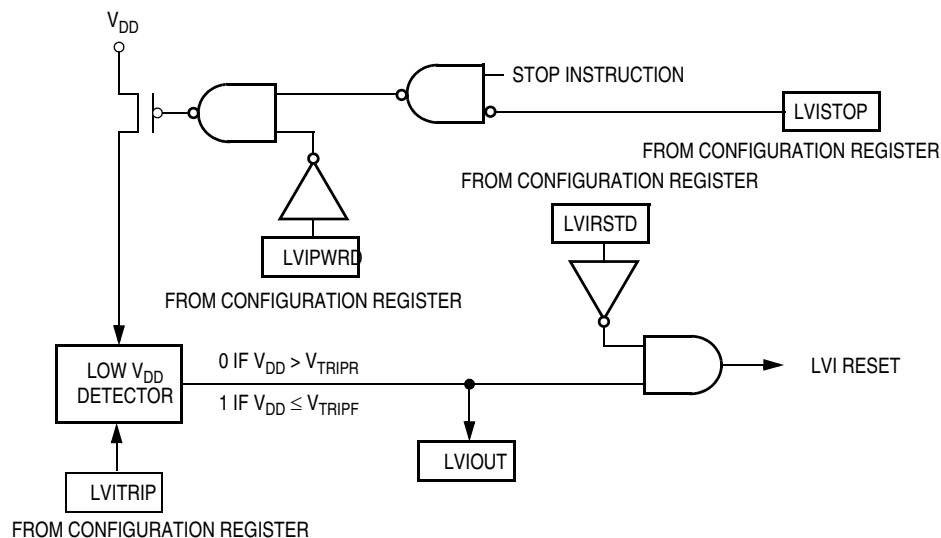 VDD
STOP INSTRUCTION
LVISTOP
FROM CONFIGURATION REGISTER
FROM CONFIGURATION REGISTER
LVIRSTD
LVIPWRD
FROM CONFIGURATION REGISTER
LOW VDD
DETECTOR
0 IF VDD > VTRIPR
1 IF VDD ≤ VTRIPF
LVI RESET
LVIOUT
LVITRIP
FROM CONFIGURATION REGISTER